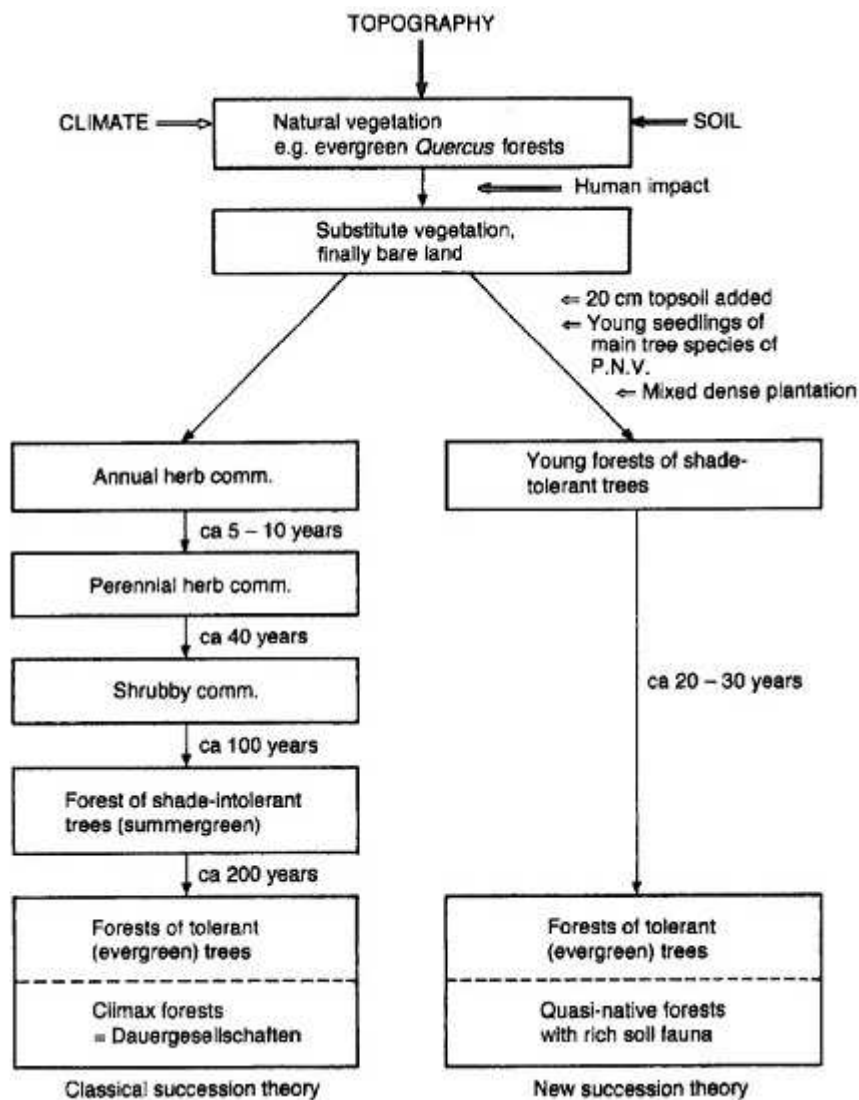 TOPOGRAPHY
CLIMATE
Natural vegetation
e.g. evergreen Quercus forests
SOIL
Human impact
Substitute vegetation,
finally bare land
20 cm topsoil added
Young seedlings of
main tree species of
P.N.V.
Mixed dense plantation
Annual herb comm.
ca 5 – 10 years
Perennial herb comm.
ca 40 years
Shrubby comm.
ca 100 years
Forest of shade-intolerant
trees (summergreen)
ca 200 years
Forests of tolerant
(evergreen) trees
Climax forests
= Dauergesellschaften
Classical succession theory
Young forests of shade-
tolerant trees
ca 20 – 30 years
Forests of tolerant
(evergreen) trees
Quasi-native forests
with rich soil fauna
New succession theory